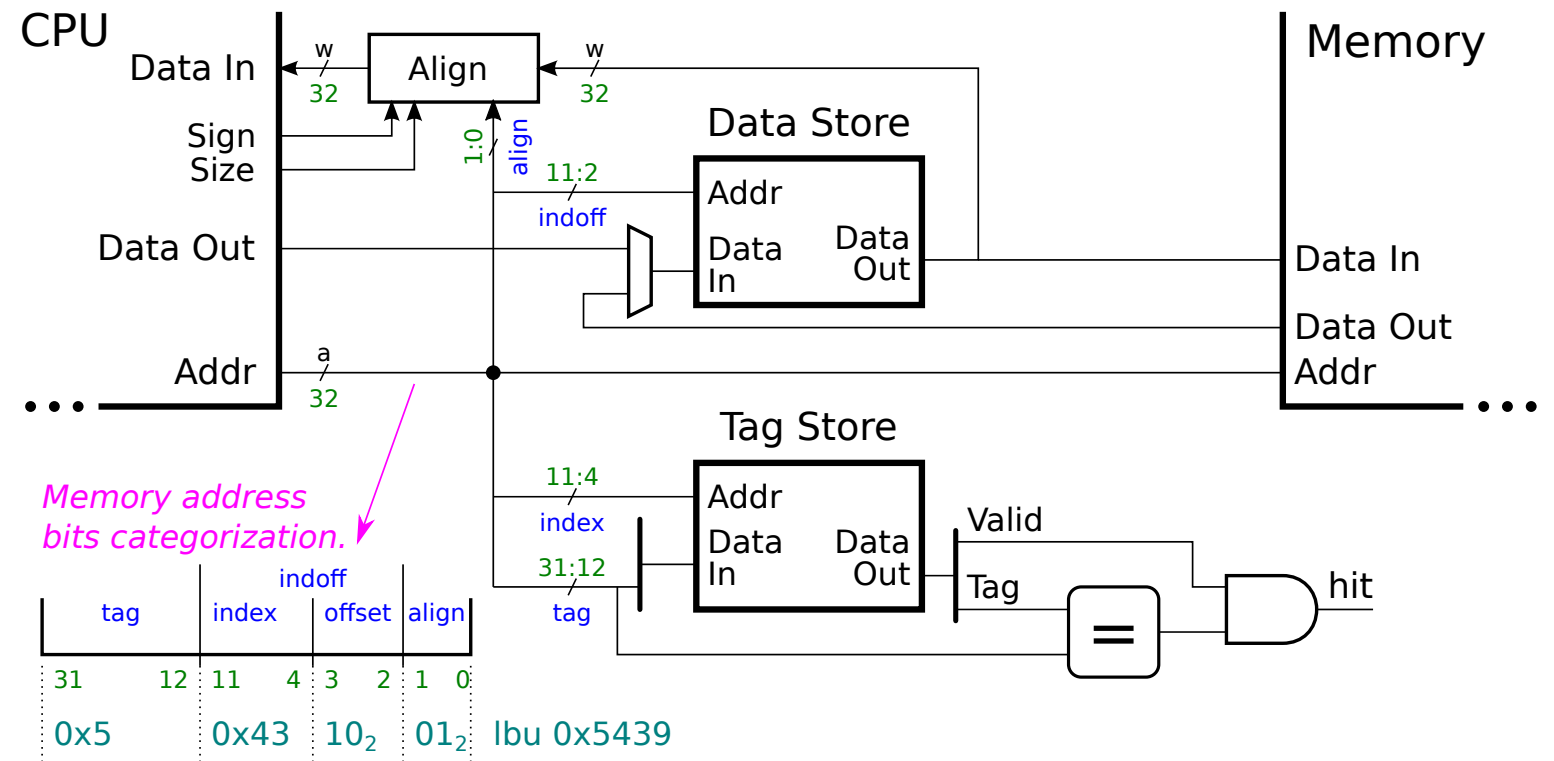 CPU
Memory
Data In
w
32
Align
w
32
Sign
Size
1:0
align
Data Store
11:2
indoff
Addr
Data In
Data Out
Data Out
Data In
Data Out
Addr
a
32
Addr
Tag Store
Memory address
bits categorization.
11:4
index
Addr
Data In
Data Out
31:12
tag
Valid
Tag
=
hit
indoff
tag index offset align
31 12 11 4 3 2 1 0
0x5 0x43 10₂ 01₂ lbu 0x5439